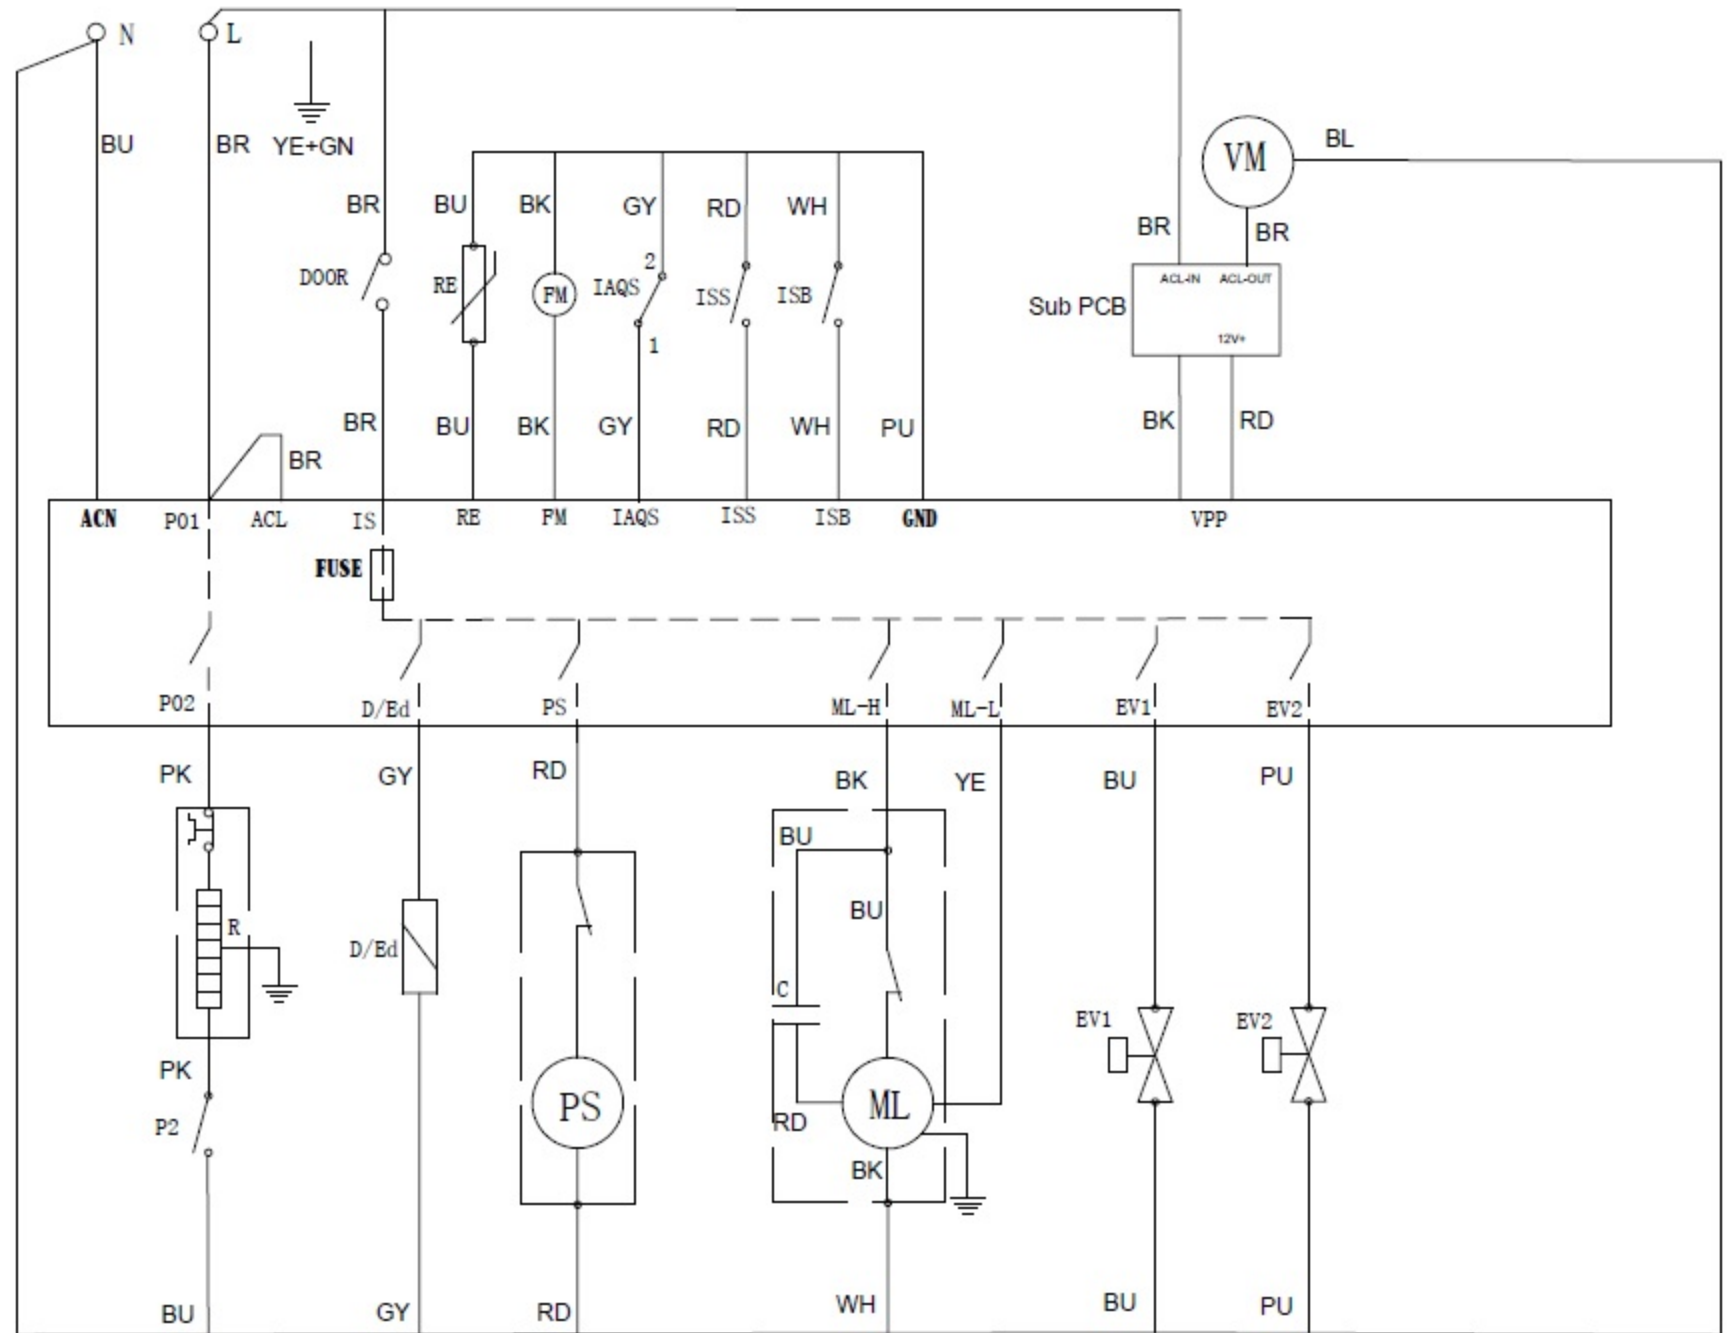 N L
BU BR YE+GN BL
VM
BR BU BK GY RD WH BR BR
DOOR RE FM IAQS 2 ISS ISB ACL-IN ACL-OUT
Sub PCB
1 12V+
BR BU BK GY RD WH PU BK RD
BR
ACN P01 ACL IS RE FM IAQS ISS ISB GND VPP
FUSE
P02 D/Ed PS ML-H ML-L EV1 EV2
PK GY RD BK YE BU PU
BU
BU
R
D/Ed
C
EV1 EV2
PK
PS ML
P2 RD
BK
BU GY RD WH BU PU